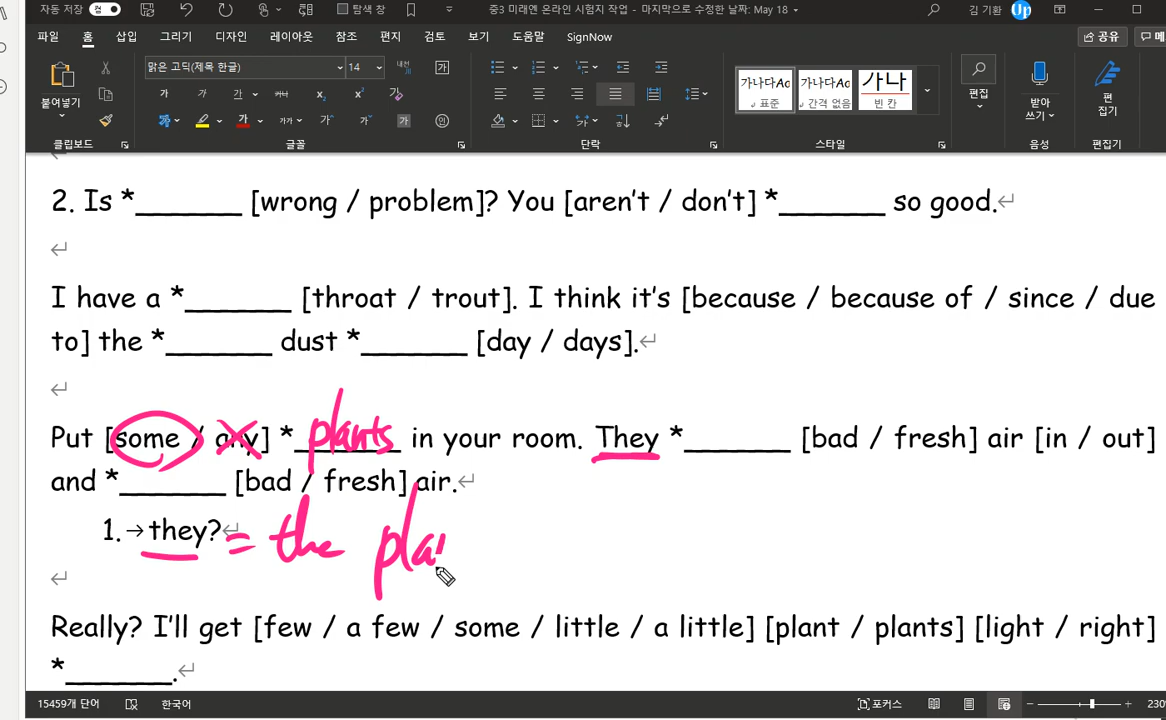 자동 저장 컴 탐색 창 중3 미래엔 온라인 시험지 작업 - 마지막으로 수정한 날짜: May 18 김 기환 Up
파일 홈 삽입 그리기 디자인 레이아웃 참조 편지 검토 보기 도움말 SignNow 공유 메
붙여넣기 맑은 고딕(제목 한글) 14 가나다Ac 표준 가나다Ac 간격 없음 가나 빈 칸 편집 받아쓰기 편집기
클립보드 글꼴 단락 스타일 음성 편집기
2. Is *_______ [wrong / problem]? You [aren't / don't] *_______ so good.
I have a *_______ [throat / trout]. I think it's [because / because of / since / due
to] the *_______ dust *_______ [day / days].
Put [some / any] * plants in your room. They *_______ [bad / fresh] air [in / out]
and *_______ [bad / fresh] air.
1. → they? = the pla
Really? I'll get [few / a few / some / little / a little] [plant / plants] [light / right]
*_______.
15459개 단어 한국어 포커스 230